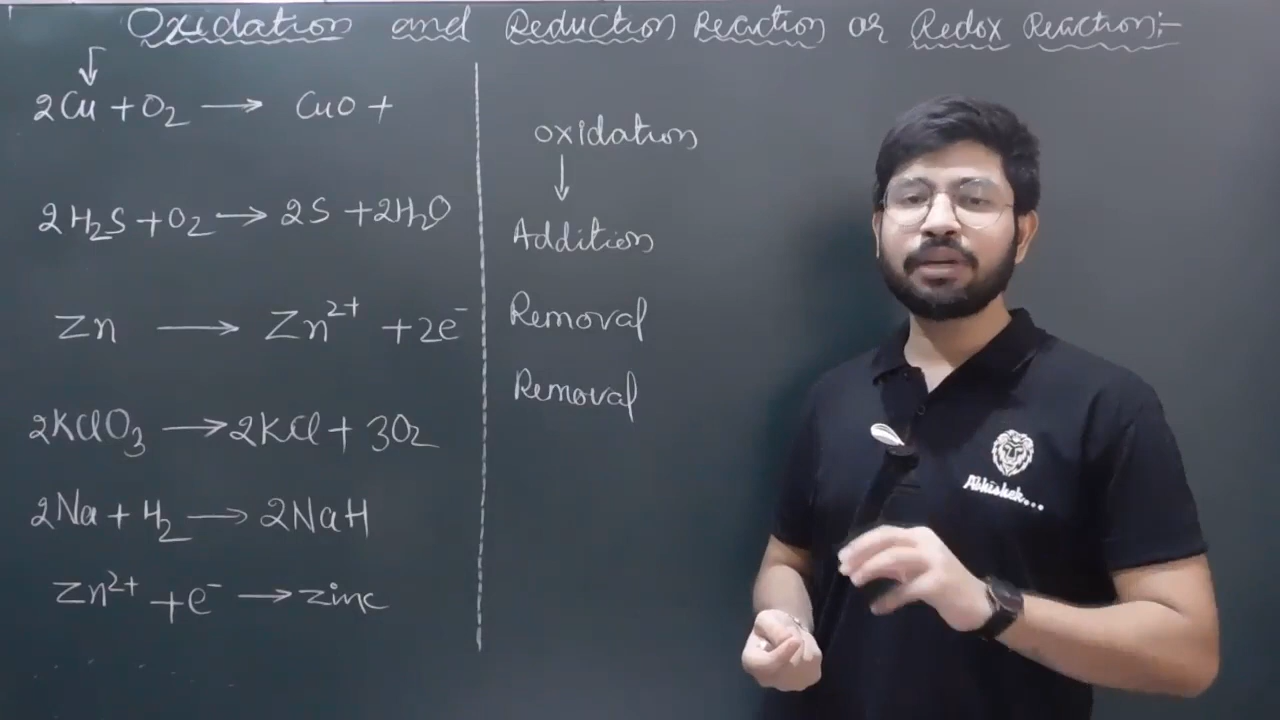 Oxidation and Reduction Reaction or Redox Reaction:-
2Cu + O₂ → CuO +
2H₂S + O₂ → 2S + 2H₂O
Zn → Zn²⁺ + 2e⁻
2KClO₃ → 2KCl + 3O₂
2Na + H₂ → 2NaH
Zn²⁺ + e⁻ → zinc
oxidation
↓
Addition
Removal
Removal
Abhishek...